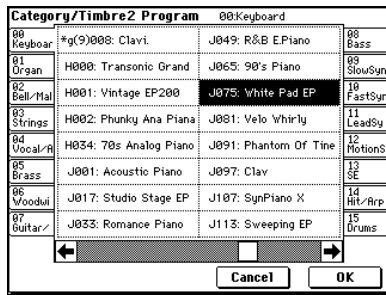 Category/Timbre2 Program 00:Keyboard
00 Keyboar
01 Organ
02 Bell/Mal
03 Strings
04 Vocal/A
05 Brass
06 Woodwi
07 Guitar/
*g(9)008: Clavi.
H000: Transonic Grand
H001: Vintage EP200
H002: Phunky Ana Piana
H034: 70s Analog Piano
J001: Acoustic Piano
J017: Studio Stage EP
J033: Romance Piano
J049: R&B E.Piano
J065: 90's Piano
J075: White Pad EP
J081: Velo Whirly
J091: Phantom Of Tine
J097: Clav
J107: SynPiano X
J113: Sweeping EP
08 Bass
09 SlowSyn
10 FastSyn
11 LeadSy
12 MotionS
13 SE
14 Hit/Arp
15 Drums
Cancel OK